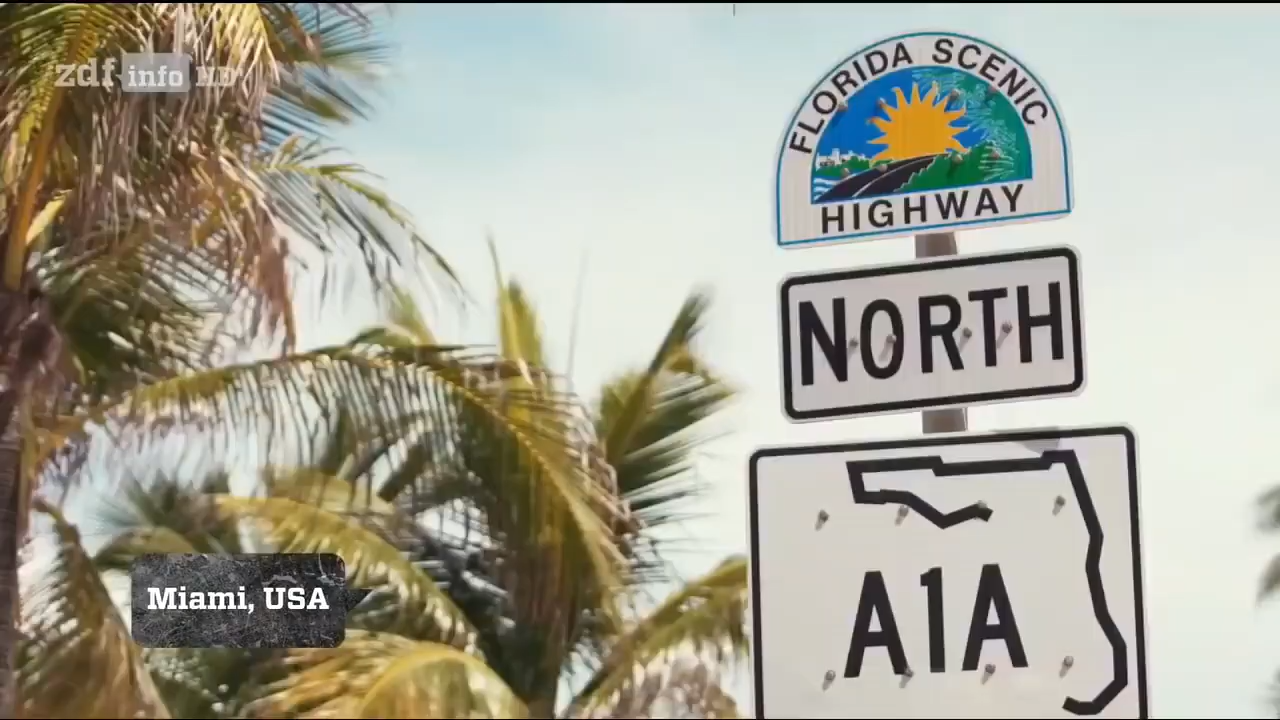 zdf info HD
FLORIDA SCENIC
HIGHWAY
NORTH
A1A
Miami, USA